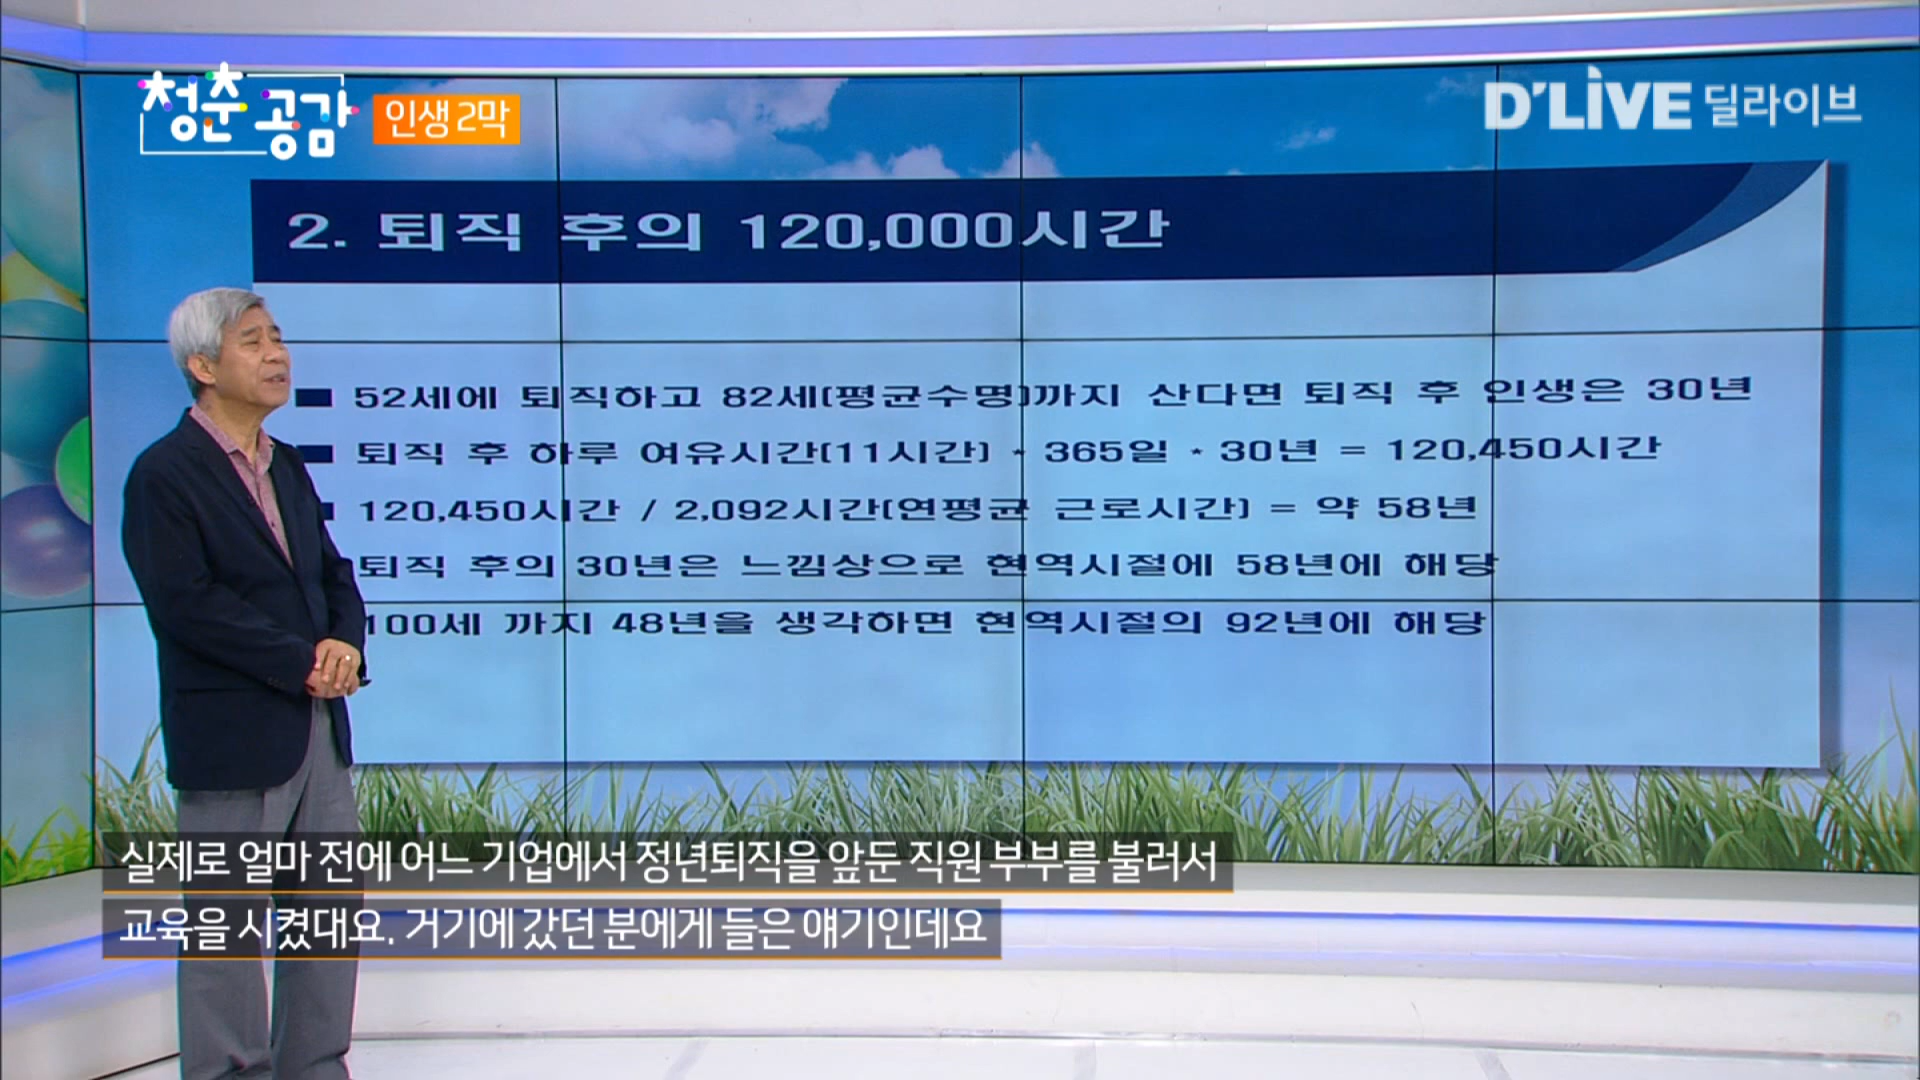 청춘 공감 인생 2막
D'LIVE 딜라이브
2. 퇴직 후의 120,000시간
■ 52세에 퇴직하고 82세(평균수명)까지 산다면 퇴직 후 인생은 30년
■ 퇴직 후 하루 여유시간(11시간) * 365일 * 30년 = 120,450시간
■ 120,450시간 / 2,092시간(연평균 근로시간) = 약 58년
퇴직 후의 30년은 느낌상으로 현역시절에 58년에 해당
100세 까지 48년을 생각하면 현역시절의 92년에 해당
실제로 얼마 전에 어느 기업에서 정년퇴직을 앞둔 직원 부부를 불러서
교육을 시켰대요. 거기에 갔던 분에게 들은 얘기인데요